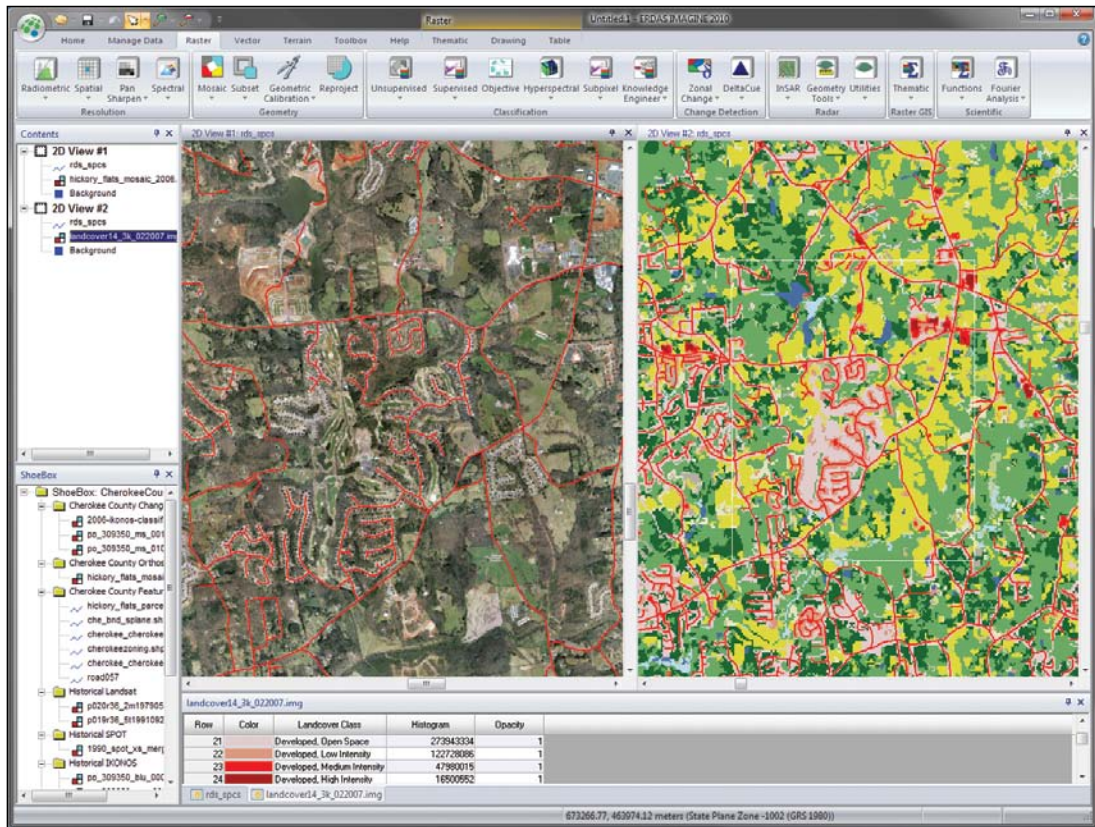 Raster
Untitled:1 - ERDAS IMAGINE 2010
Home Manage Data Raster Vector Terrain Toolbox Help Thematic Drawing Table
Radiometric Spatial Pan Sharpen Spectral
Mosaic Subset Geometric Calibration Reproject
Unsupervised Supervised Objective Hyperspectral Subpixel Knowledge Engineer
Zonal Change DeltaCue
InSAR Geometry Tools Utilities
Thematic
Functions Fourier Analysis
Resolution Geometry Classification Change Detection Radar Raster GIS Scientific
Contents
2D View #1
rds_spcs
hickory_flats_mosaic_2006.
Background
2D View #2
rds_spcs
landcover14_3k_022007.img
Background
2D View #1: rds_spcs
2D View #2: rds_spcs
ShoeBox
ShoeBox: CherokeeCou
Cherokee County Chang
2006-ikonos-classif
po_309350_ms_001
po_309350_ms_010
Cherokee County Orthos
hickory_flats_mosai
Cherokee County Featur
hickory_flats_parce
che_bnd_splane.sh
cherokee_cherokee
cherokeezoning.shp
cherokee_cherokee
road057
Historical Landsat
p020r36_2m197905
p019r36_5t1991092
Historical SPOT
1990_spot_xs_merg
Historical IKONOS
po_309350_blu_000
landcover14_3k_022007.img
Row Color Landcover Class Histogram Opacity
21 Developed, Open Space 273943334 1
22 Developed, Low Intensity 122728086 1
23 Developed, Medium Intensity 47980015 1
24 Developed, High Intensity 16500552 1
rds_spcs landcover14_3k_022007.img
673266.77, 463974.12 meters (State Plane Zone -1002 (GRS 1980))